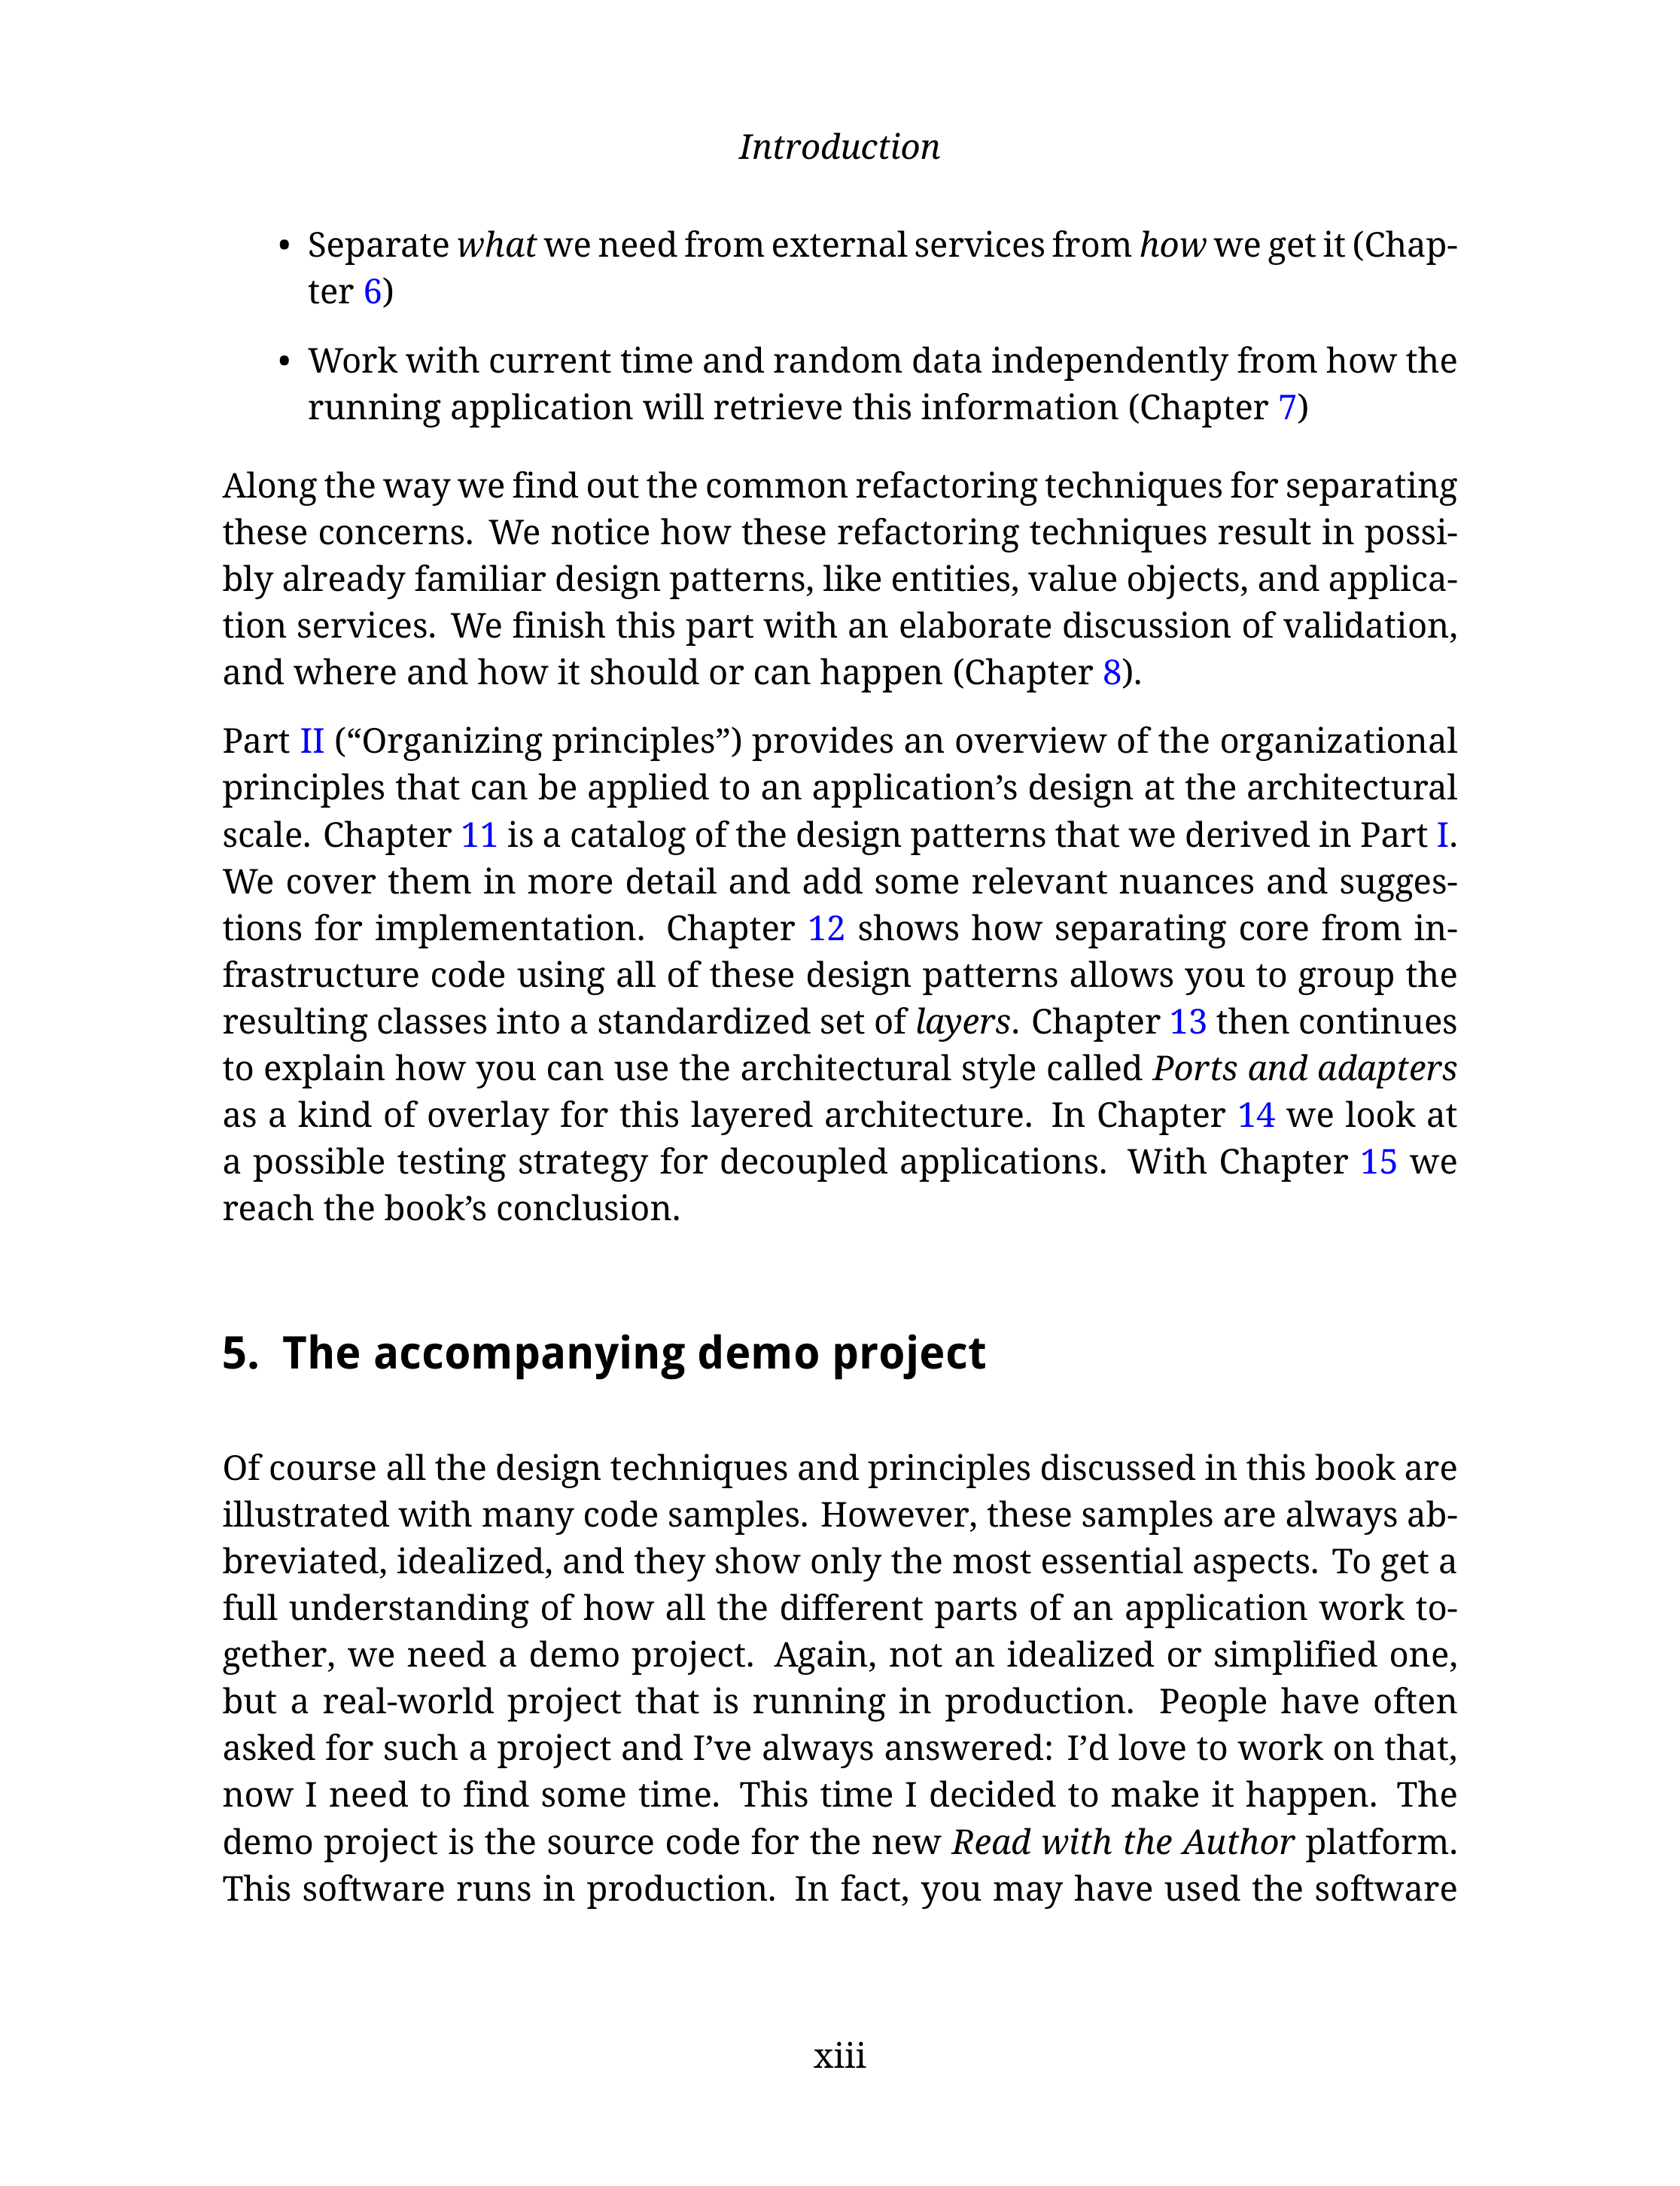 Introduction
• Separate what we need from external services from how we get it (Chap-
ter 6)
• Work with current time and random data independently from how the
running application will retrieve this information (Chapter 7)
Along the way we find out the common refactoring techniques for separating
these concerns. We notice how these refactoring techniques result in possi-
bly already familiar design patterns, like entities, value objects, and applica-
tion services. We finish this part with an elaborate discussion of validation,
and where and how it should or can happen (Chapter 8).
Part II (“Organizing principles”) provides an overview of the organizational
principles that can be applied to an application’s design at the architectural
scale. Chapter 11 is a catalog of the design patterns that we derived in Part I.
We cover them in more detail and add some relevant nuances and sugges-
tions for implementation. Chapter 12 shows how separating core from in-
frastructure code using all of these design patterns allows you to group the
resulting classes into a standardized set of layers. Chapter 13 then continues
to explain how you can use the architectural style called Ports and adapters
as a kind of overlay for this layered architecture. In Chapter 14 we look at
a possible testing strategy for decoupled applications. With Chapter 15 we
reach the book’s conclusion.
5. The accompanying demo project
Of course all the design techniques and principles discussed in this book are
illustrated with many code samples. However, these samples are always ab-
breviated, idealized, and they show only the most essential aspects. To get a
full understanding of how all the different parts of an application work to-
gether, we need a demo project. Again, not an idealized or simplified one,
but a real-world project that is running in production. People have often
asked for such a project and I’ve always answered: I’d love to work on that,
now I need to find some time. This time I decided to make it happen. The
demo project is the source code for the new Read with the Author platform.
This software runs in production. In fact, you may have used the software
xiii